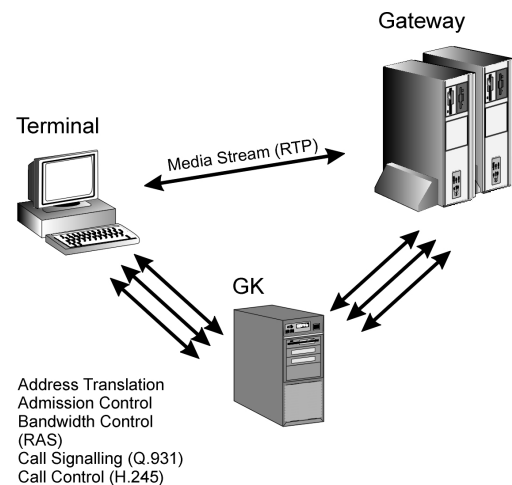 Gateway
Terminal
Media Stream (RTP)
GK
Address Translation
Admission Control
Bandwidth Control
(RAS)
Call Signalling (Q.931)
Call Control (H.245)